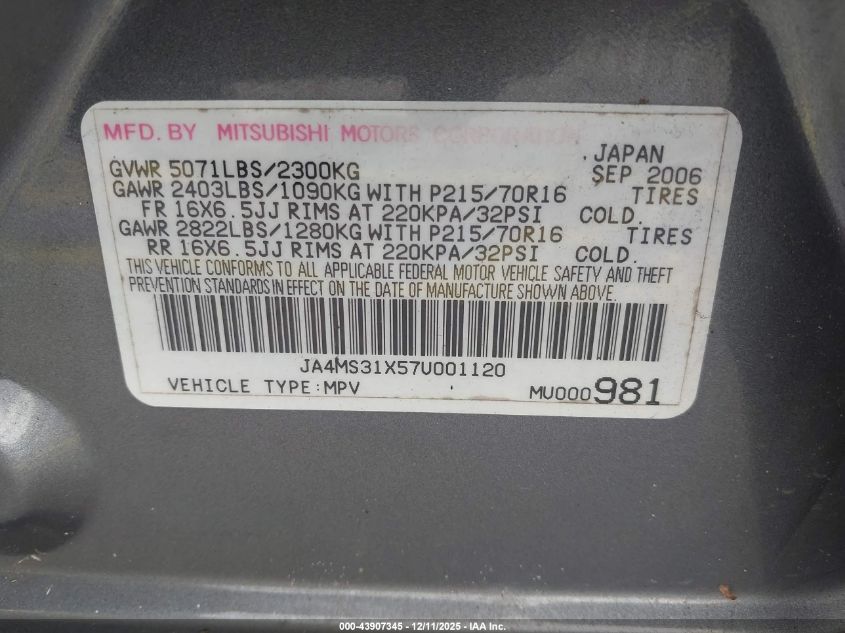 MFD. BY MITSUBISHI MOTORS CORPORATION
JAPAN
GVWR 5071LBS/2300KG SEP 2006
GAWR 2403LBS/1090KG WITH P215/70R16 TIRES
FR 16X6.5JJ RIMS AT 220KPA/32PSI COLD.
GAWR 2822LBS/1280KG WITH P215/70R16 TIRES
RR 16X6.5JJ RIMS AT 220KPA/32PSI COLD.
THIS VEHICLE CONFORMS TO ALL APPLICABLE FEDERAL MOTOR VEHICLE SAFETY AND THEFT
PREVENTION STANDARDS IN EFFECT ON THE DATE OF MANUFACTURE SHOWN ABOVE.
JA4MS31X57U001120
VEHICLE TYPE:MPV MU000981
000-43907345 - 12/11/2025 - IAA Inc.